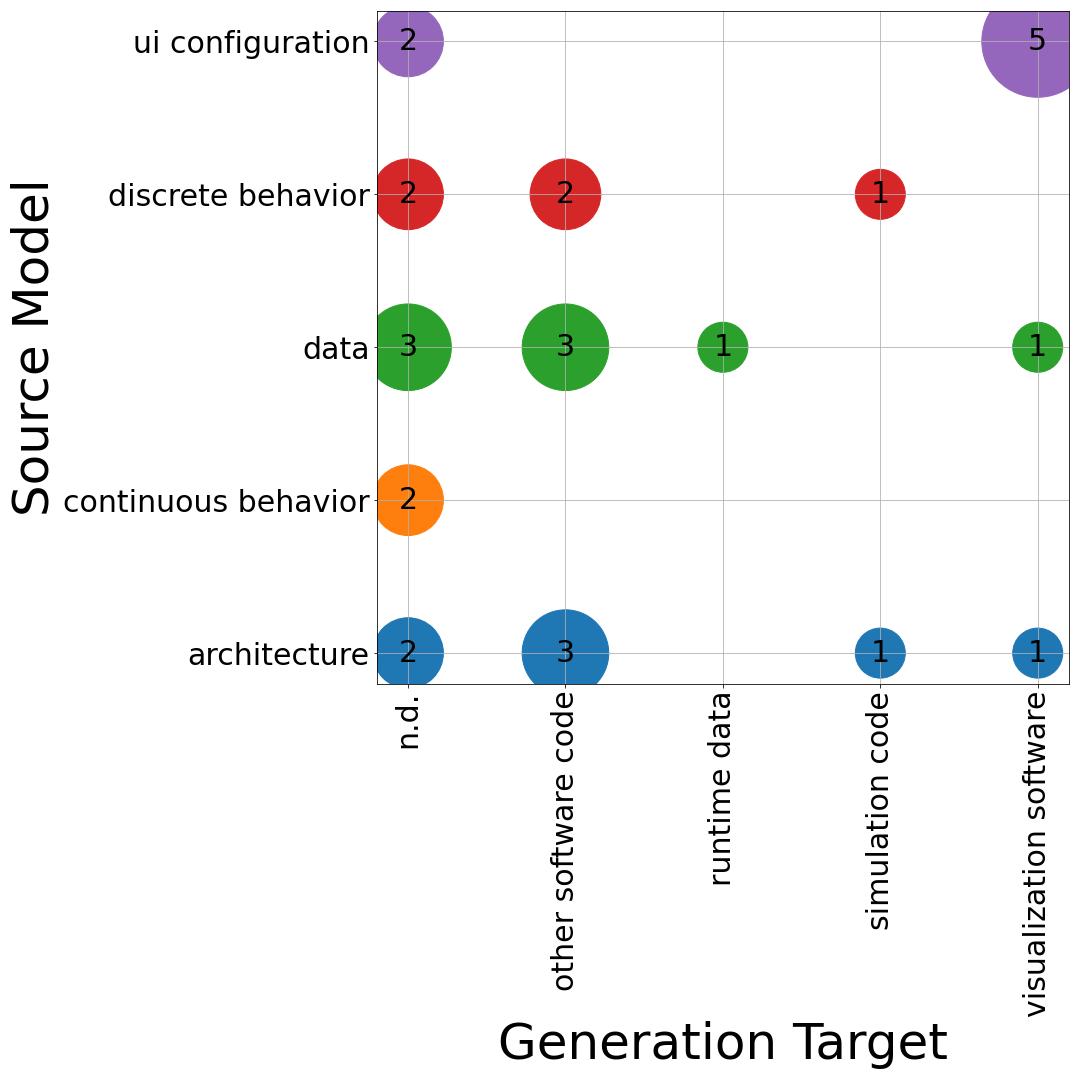 Source Model
ui configuration
2
5
discrete behavior
2
2
1
data
3
3
1
1
continuous behavior
2
architecture
2
3
1
1
n.d.
other software code
runtime data
simulation code
visualization software
Generation Target